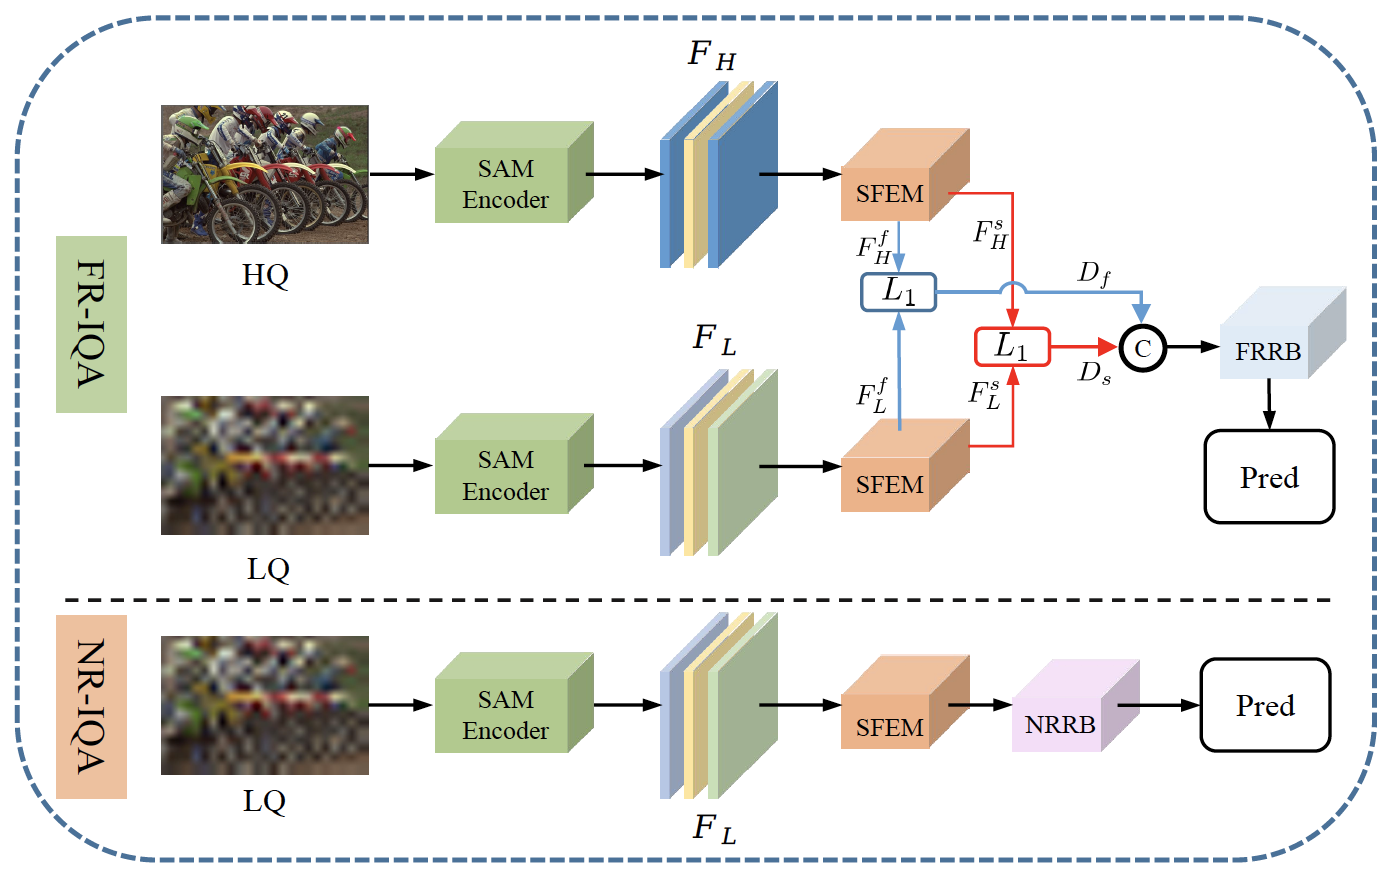 FR-IQA
HQ
SAM
Encoder
F_H
SFEM
F_H^f
F_H^s
L_1
D_f
L_1
D_s
C
FRRB
Pred
LQ
SAM
Encoder
F_L
SFEM
F_L^f
F_L^s
NR-IQA
LQ
SAM
Encoder
F_L
SFEM
NRRB
Pred